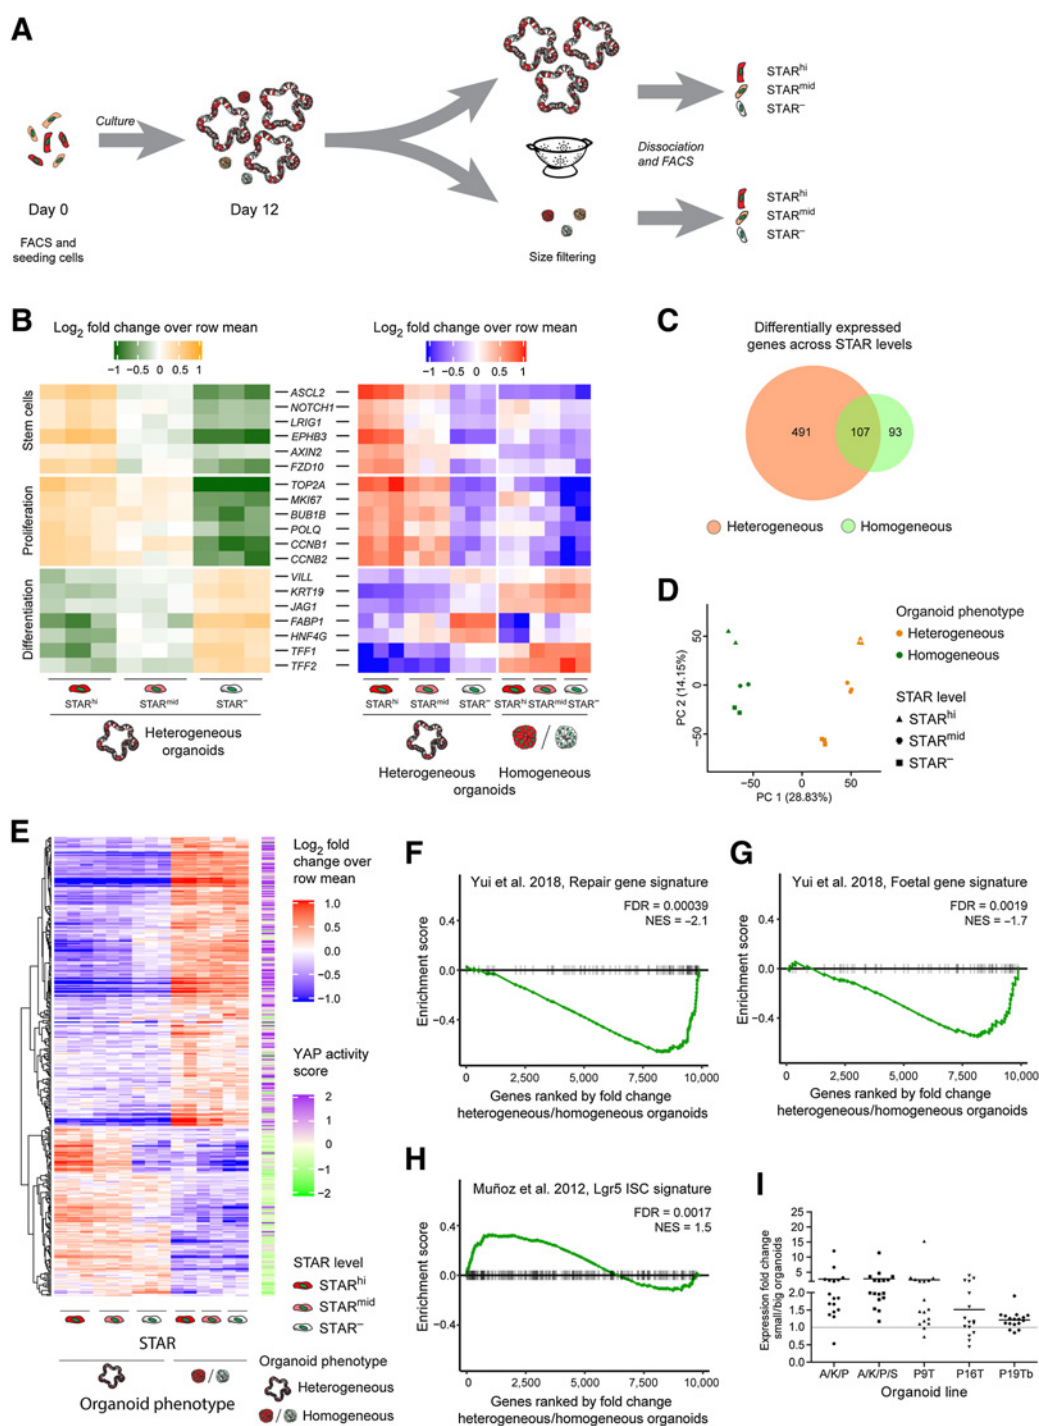 A
Culture
Day 0
FACS and
seeding cells
Day 12
Size filtering
Dissociation
and FACS
STARhi
STARmid
STAR–
STARhi
STARmid
STAR–
B
Log2 fold change over row mean
−1 −0.5 0 0.5 1
Log2 fold change over row mean
−1 −0.5 0 0.5 1
Stem cells
Proliferation
Differentiation
ASCL2
NOTCH1
LRIG1
EPHB3
AXIN2
FZD10
TOP2A
MKI67
BUB1B
POLQ
CCNB1
CCNB2
VILL
KRT19
JAG1
FABP1
HNF4G
TFF1
TFF2
STARhi STARmid STAR–
Heterogeneous
organoids
STARhi STARmid STAR– STARhi STARmid STAR–
Heterogeneous Homogeneous
organoids
C
Differentially expressed
genes across STAR levels
491 107 93
Heterogeneous Homogeneous
D
PC 2 (14.15%)
50
0
−50
−50 0 50
PC 1 (28.83%)
Organoid phenotype
Heterogeneous
Homogeneous
STAR level
STARhi
STARmid
STAR–
E
Log2 fold
change over
row mean
1.0
0.5
0.0
−0.5
−1.0
YAP activity
score
2
1
0
−1
−2
STAR level
STARhi
STARmid
STAR–
STAR
Organoid phenotype
Organoid phenotype
Heterogeneous
Homogeneous
F
Yui et al. 2018, Repair gene signature
FDR = 0.00039
NES = −2.1
Enrichment score
0.4
0.0
−0.4
0 2,500 5,000 7,500 10,000
Genes ranked by fold change
heterogeneous/homogeneous organoids
G
Yui et al. 2018, Foetal gene signature
FDR = 0.0019
NES = −1.7
Enrichment score
0.4
0.0
−0.4
0 2,500 5,000 7,500 10,000
Genes ranked by fold change
heterogeneous/homogeneous organoids
H
Muñoz et al. 2012, Lgr5 ISC signature
FDR = 0.0017
NES = 1.5
Enrichment score
0.4
0.0
−0.4
0 2,500 5,000 7,500 10,000
Genes ranked by fold change
heterogeneous/homogeneous organoids
I
Expression fold change
small/big organoids
25
20
15
10
5
2.0
1.5
1.0
0.5
0.0
A/K/P A/K/P/S P9T P16T P19Tb
Organoid line